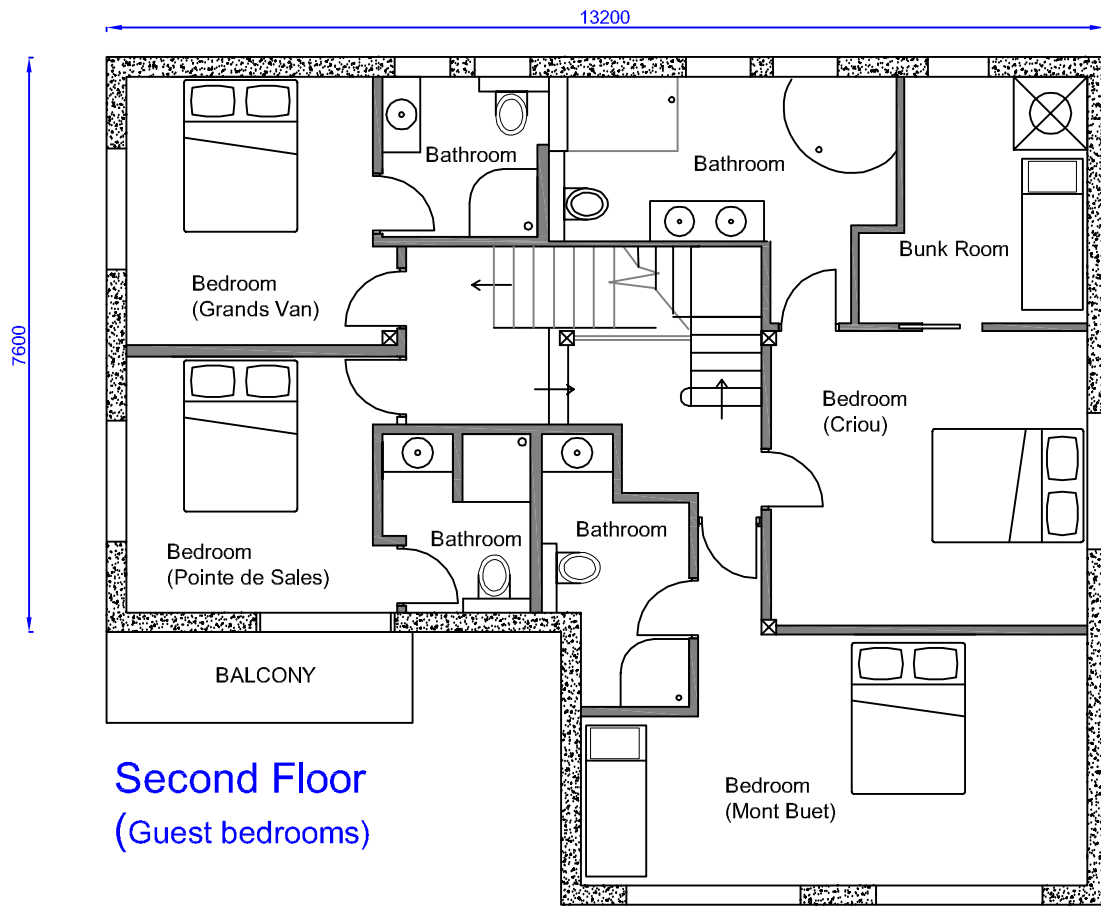 13200
7600
Bathroom
Bathroom
Bunk Room
Bedroom
(Grands Van)
Bedroom
(Criou)
Bedroom
(Pointe de Sales)
Bathroom
Bathroom
BALCONY
Bedroom
(Mont Buet)
Second Floor
(Guest bedrooms)